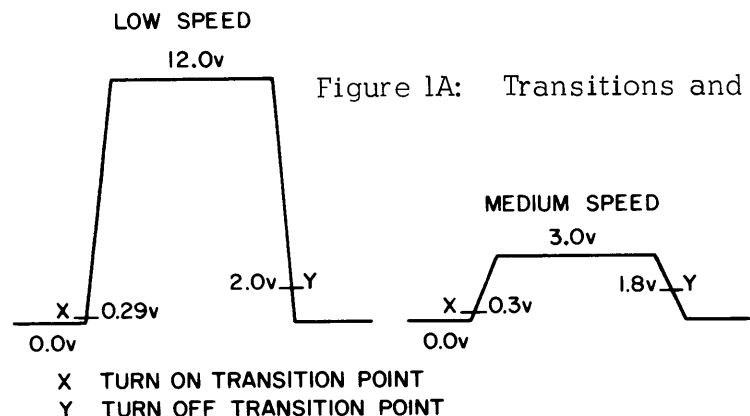 LOW SPEED
12.0v
Figure 1A: Transitions and
MEDIUM SPEED
3.0v
2.0v Y
1.8v Y
X 0.29v
X 0.3v
0.0v
0.0v
X TURN ON TRANSITION POINT
Y TURN OFF TRANSITION POINT